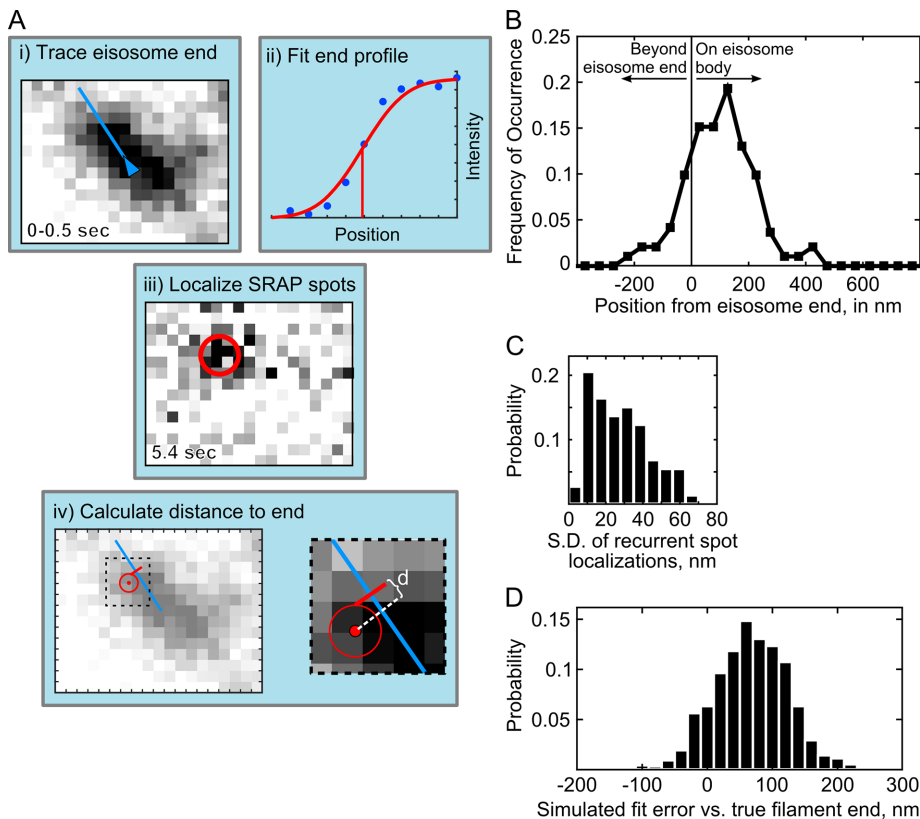 A
i) Trace eisosome end
0-0.5 sec
ii) Fit end profile
Intensity
Position
iii) Localize SRAP spots
5.4 sec
iv) Calculate distance to end
d
B
0.25
0.20
0.15
0.10
0.05
0
Frequency of Occurrence
Beyond
eisosome end
On eisosome
body
-200 0 200 400 600
Position from eisosome end, in nm
C
0.2
0.1
Probability
0 20 40 60 80
S.D. of recurrent spot
localizations, nm
D
0.15
0.10
0.05
Probability
-200 -100 0 100 200 300
Simulated fit error vs. true filament end, nm